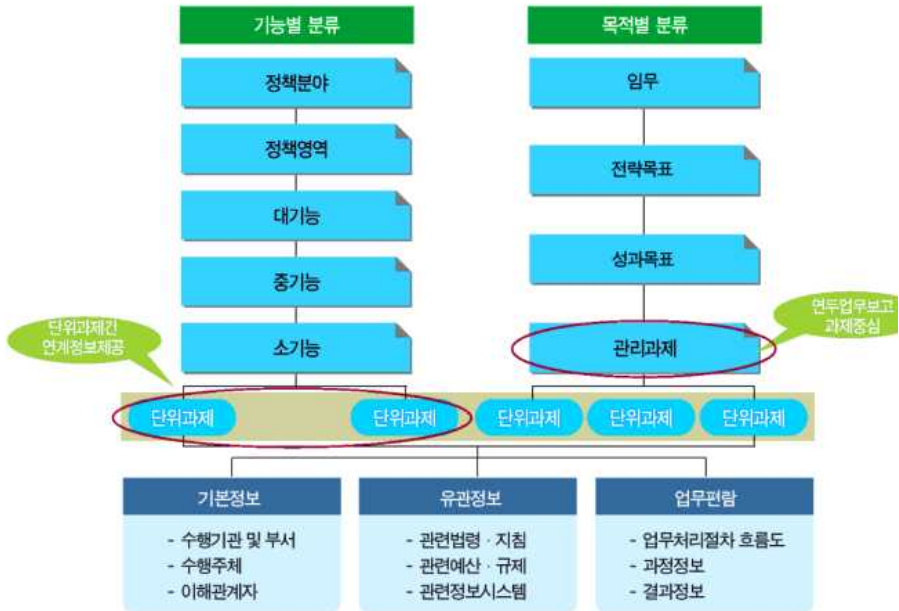 기능별 분류
목적별 분류
정책분야
정책영역
대기능
중기능
소기능
임무
전략목표
성과목표
관리과제
단위과제간
연계정보제공
연두업무보고
과제중심
단위과제
단위과제
단위과제
단위과제
단위과제
기본정보
- 수행기관 및 부서
- 수행주체
- 이해관계자
유관정보
- 관련법령 · 지침
- 관련예산 · 규제
- 관련정보시스템
업무편람
- 업무처리절차 흐름도
- 과정정보
- 결과정보